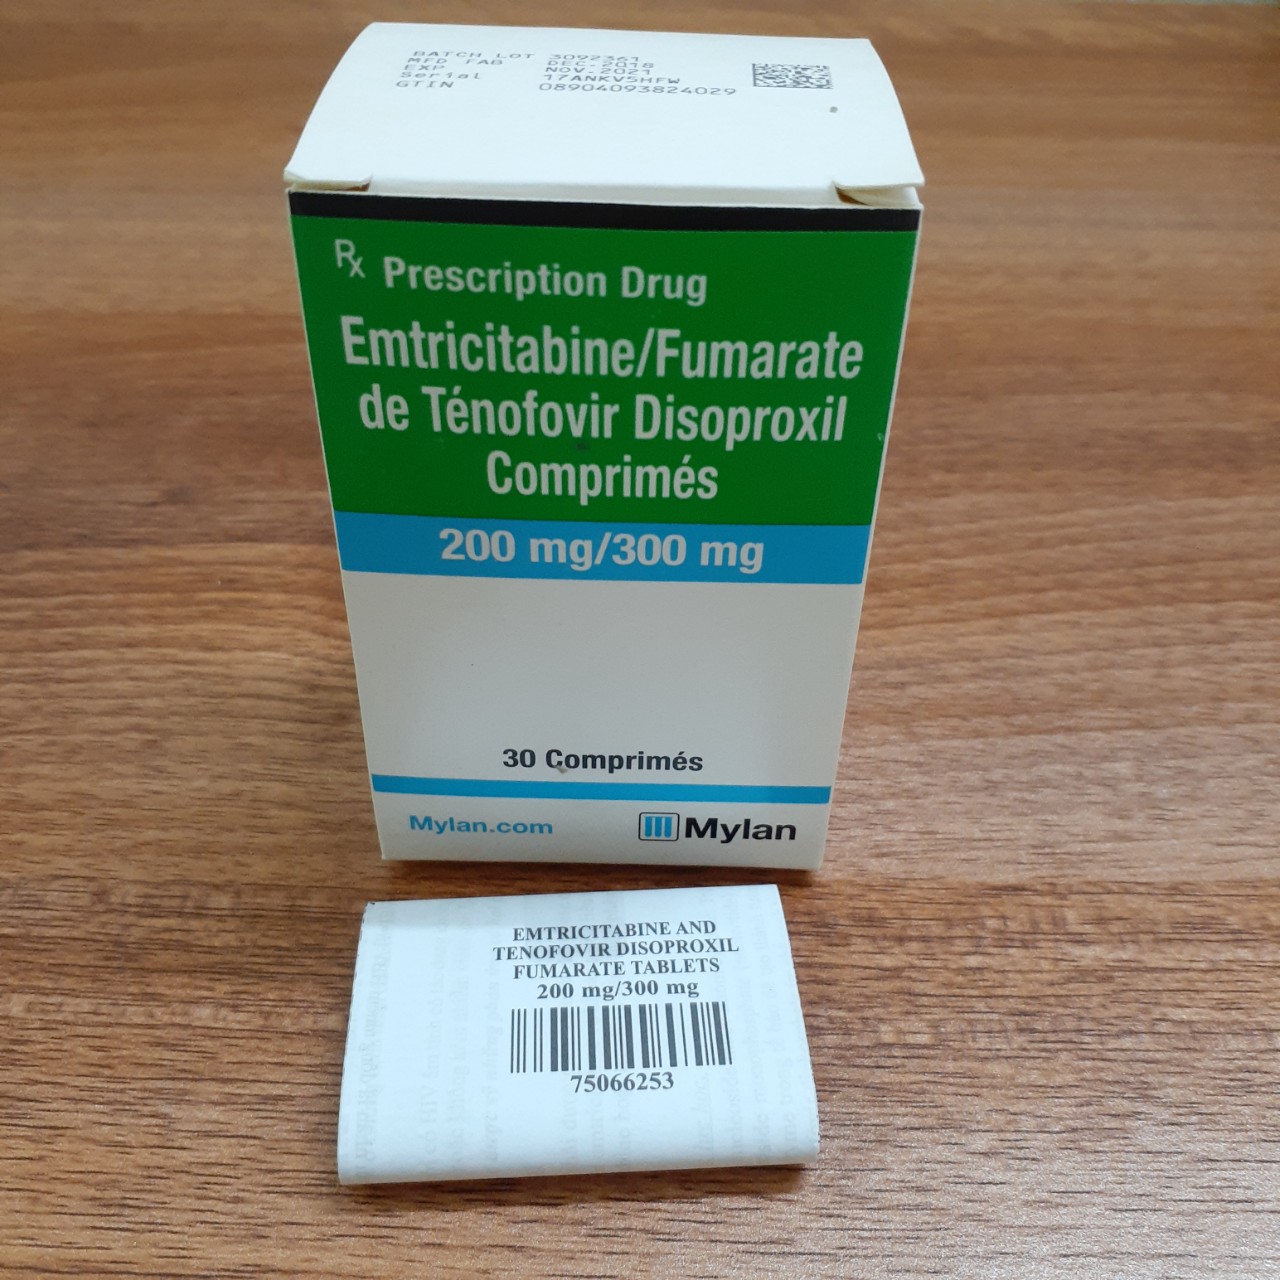 BATCH LOT 3092361
MFD FAB DEC.2018
EXP NOV.2021
Serial 17ANKV5HFW
GTIN 08904093824029
Rx Prescription Drug
Emtricitabine/Fumarate
de Ténofovir Disoproxil
Comprimés
200 mg/300 mg
30 Comprimés
Mylan.com
Mylan
EMTRICITABINE AND
TENOFOVIR DISOPROXIL
FUMARATE TABLETS
200 mg/300 mg
75066253